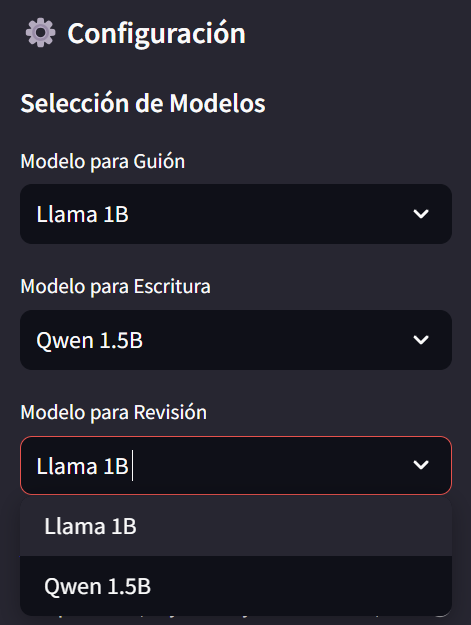 Configuración
Selección de Modelos
Modelo para Guión
Llama 1B
Modelo para Escritura
Qwen 1.5B
Modelo para Revisión
Llama 1B
Llama 1B
Qwen 1.5B